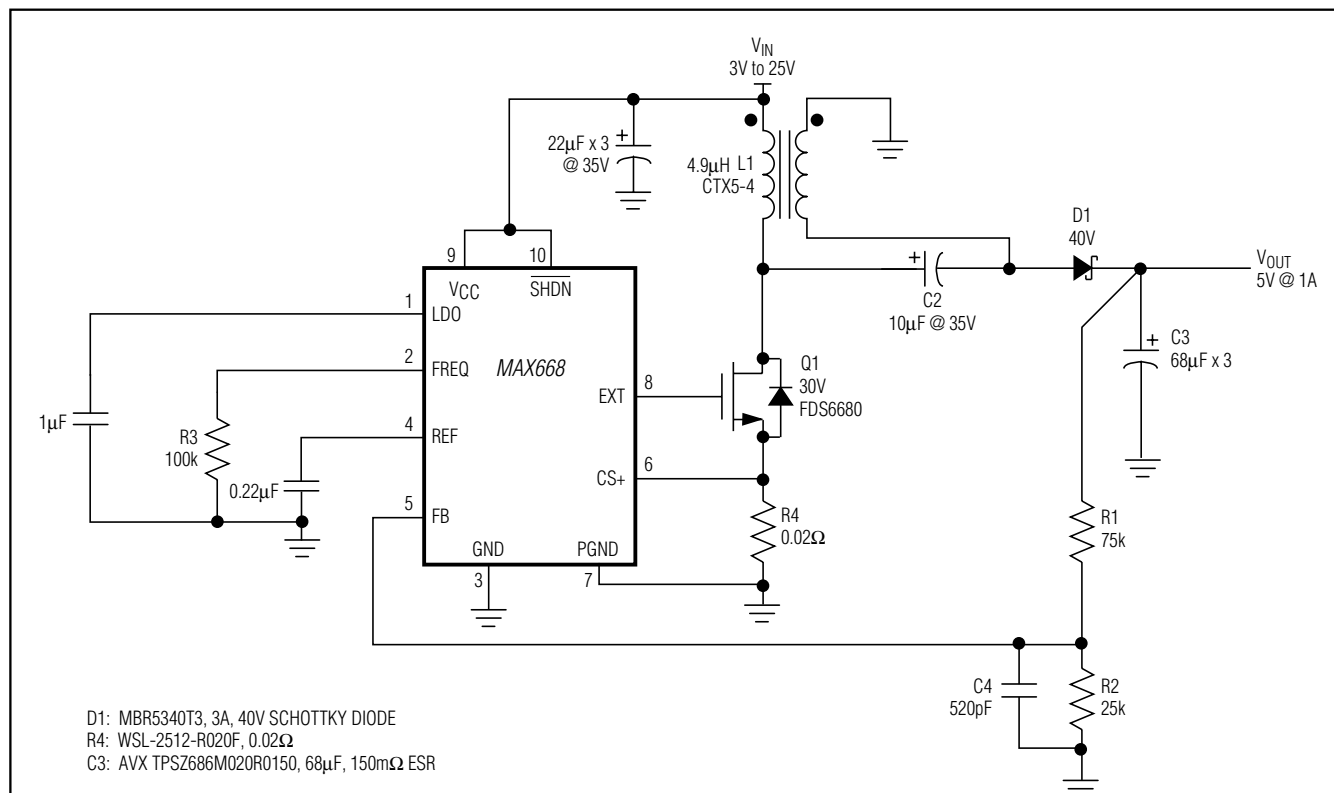 VIN
3V to 25V
22µF x 3
@ 35V
4.9µH L1
CTX5-4
D1
40V
VOUT
5V @ 1A
C2
10µF @ 35V
C3
68µF x 3
9
10
VCC
SHDN
1
LDO
2
FREQ
MAX668
EXT
8
Q1
30V
FDS6680
1µF
R3
100k
4
REF
0.22µF
CS+
6
5
FB
R4
0.02Ω
R1
75k
GND
PGND
3
7
C4
520pF
R2
25k
D1: MBR5340T3, 3A, 40V SCHOTTKY DIODE
R4: WSL-2512-R020F, 0.02Ω
C3: AVX TPSZ686M020R0150, 68µF, 150mΩ ESR